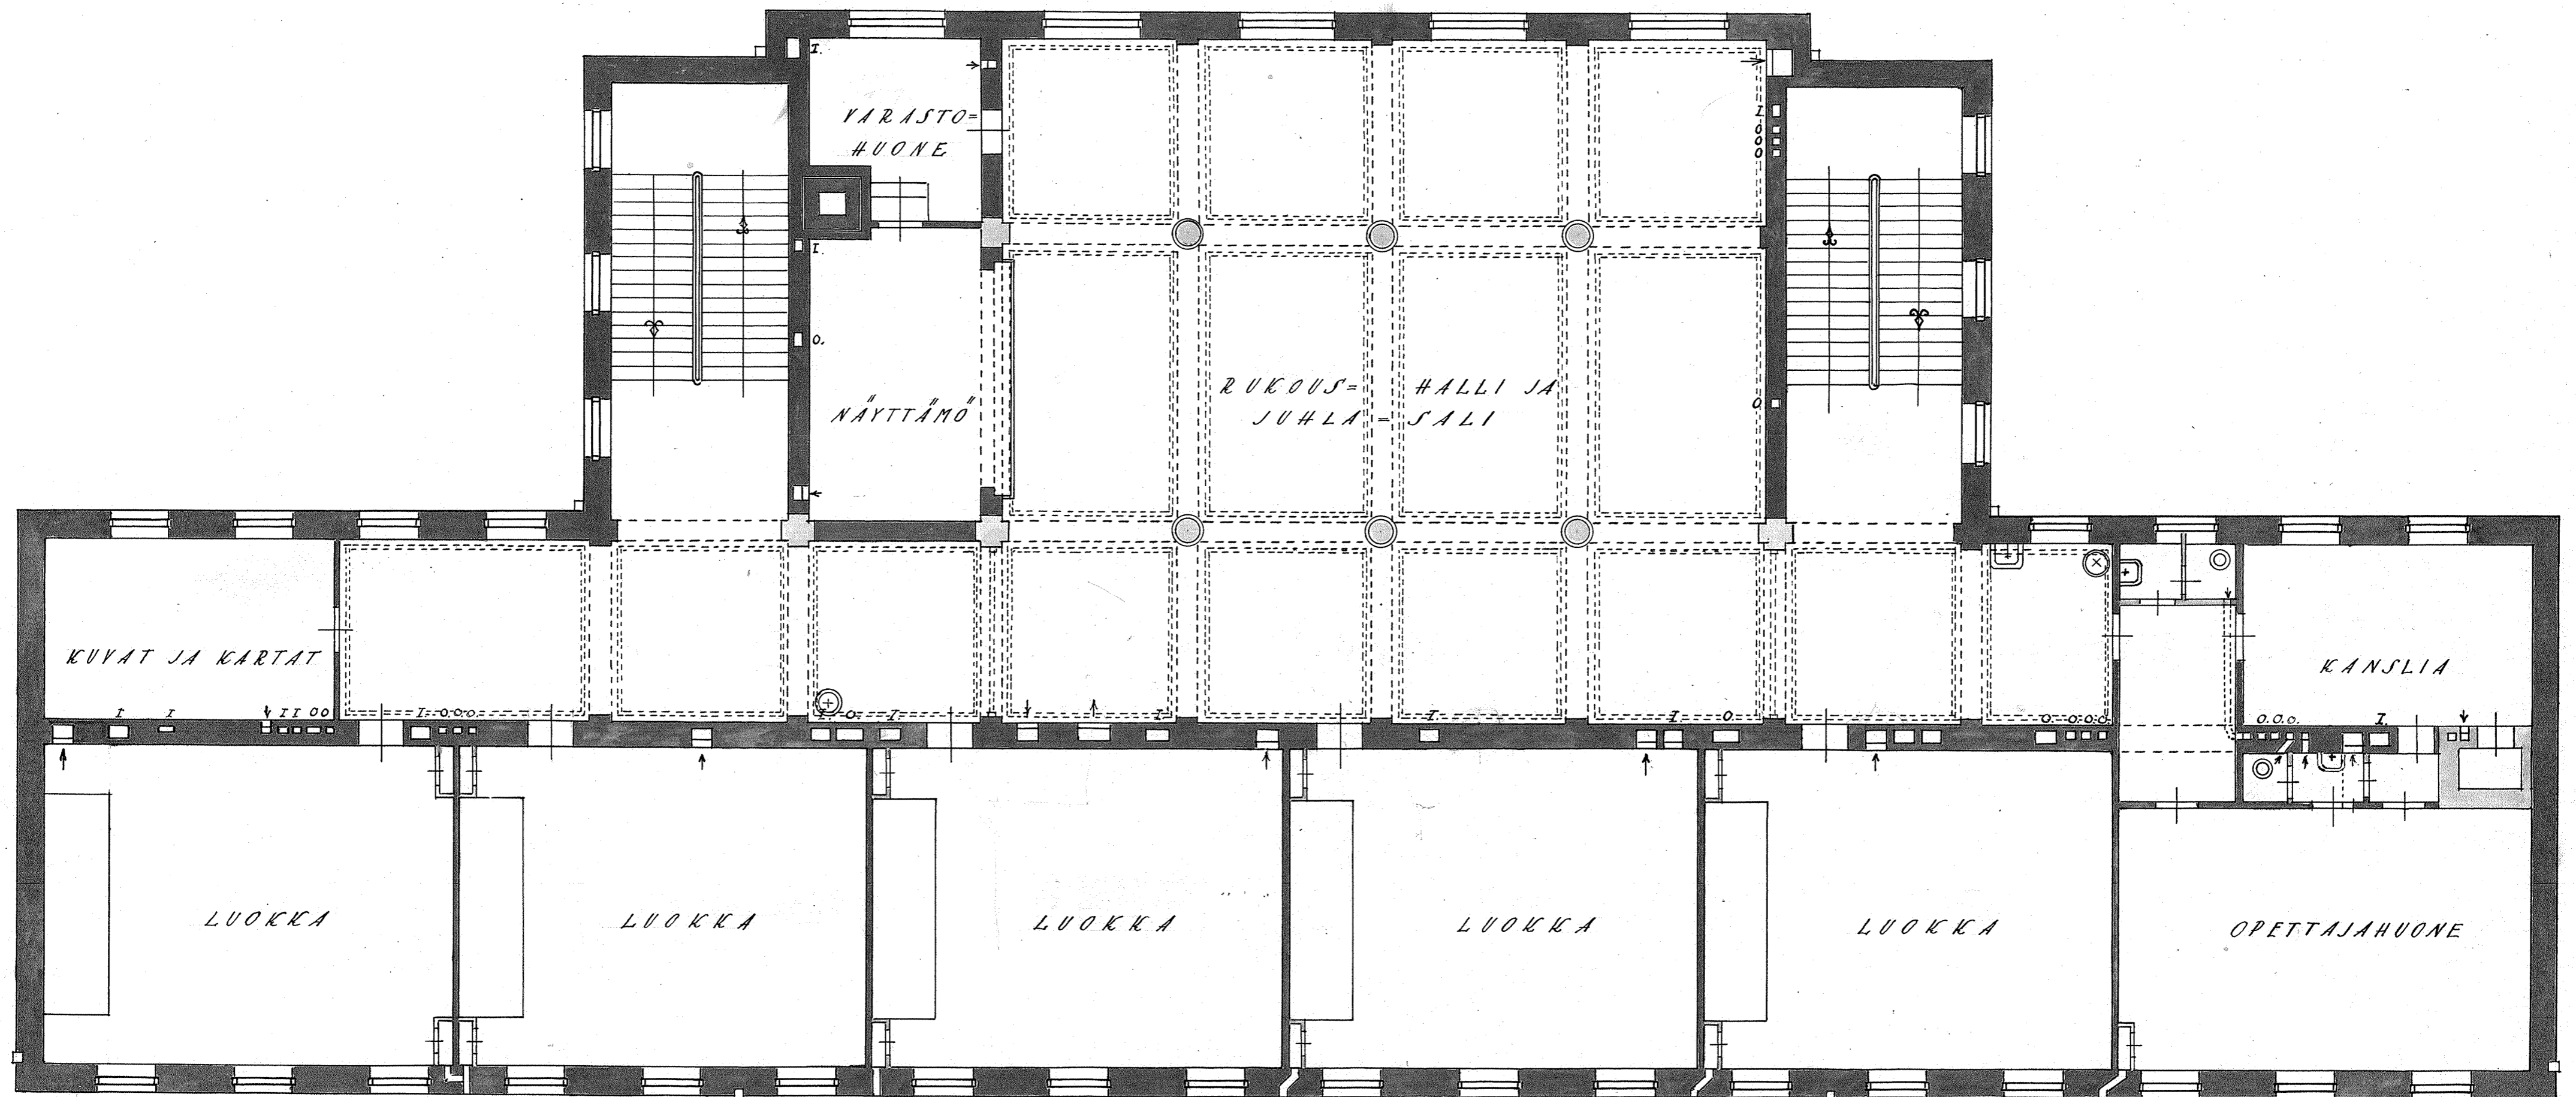 I.
VARASTO=
HUONE
I.
O
O
O
I.
O.
RUKOUS= HALLI JA
JUHLA = SALI
NÄYTTÄMÖ
O
KUVAT JA KARTAT
KANSLIA
I I I I O O
I. O.O.O.
I. O. I.
I.
I.
I. O.
O. O.O.O
O.O.O. I.
LUOKKA
LUOKKA
LUOKKA
LUOKKA
LUOKKA
OPETTAJAHUONE